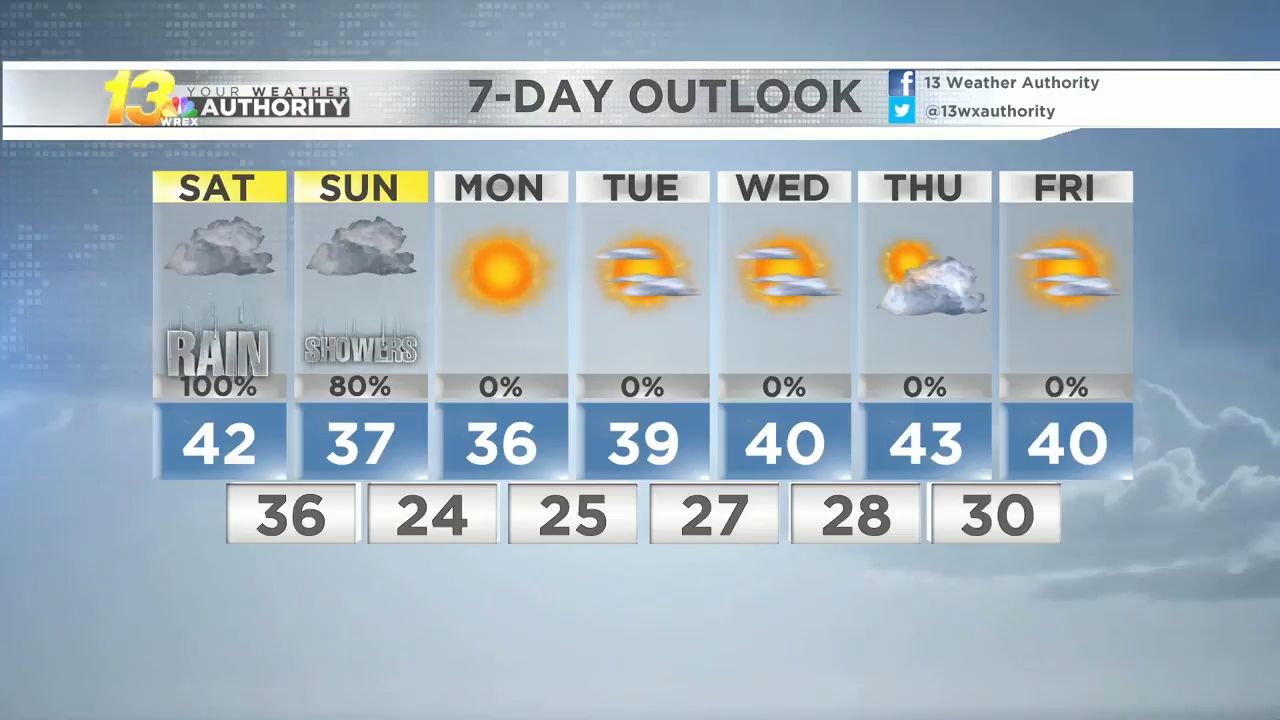 13 YOUR WEATHER
AUTHORITY
WREX
7-DAY OUTLOOK
f 13 Weather Authority
@13wxauthority
SAT SUN MON TUE WED THU FRI
RAIN SHOWERS
100% 80% 0% 0% 0% 0% 0%
42 37 36 39 40 43 40
36 24 25 27 28 30